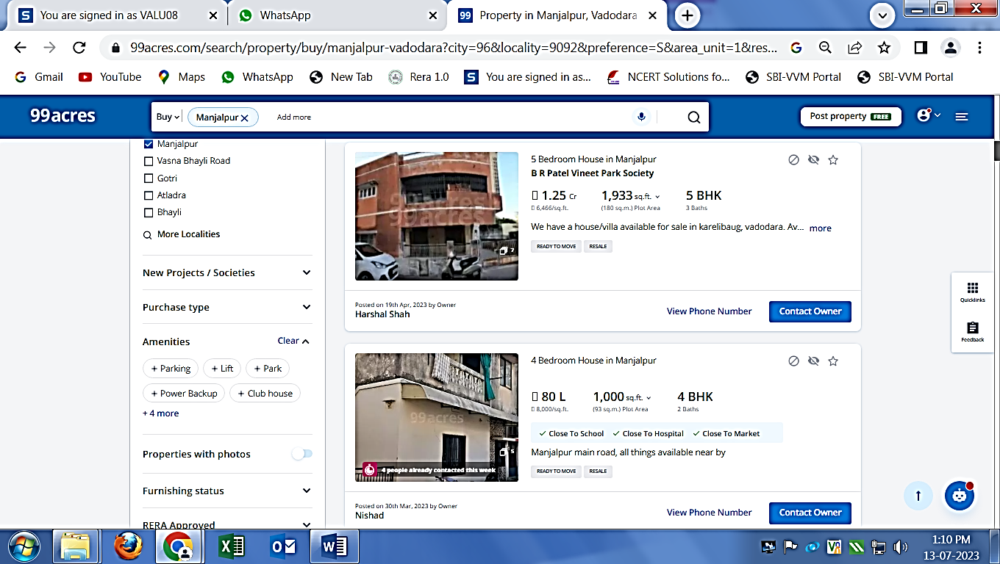 You are signed in as VALU08
WhatsApp
99 Property in Manjalpur, Vadodara
99acres.com/search/property/buy/manjalpur-vadodara?city=96&locality=9092&preference=S&area_unit=1&res...
Gmail YouTube Maps WhatsApp New Tab Rera 1.0 You are signed in as... NCERT Solutions fo... SBI-VVM Portal SBI-VVM Portal
99acres Buy Manjalpur Add more Post property FREE
Manjalpur
Vasna Bhayli Road
Gotri
Atladra
Bhayli
More Localities
New Projects / Societies
Purchase type
Amenities Clear
+ Parking + Lift + Park
+ Power Backup + Club house
+ 4 more
Properties with photos
Furnishing status
RERA Approved
99acres
99acres
7
5 Bedroom House in Manjalpur
B R Patel Vineet Park Society
1.25 Cr 1,933 sq.ft. 5 BHK
6,466/sq.ft. (180 sq.m.) Plot Area 3 Baths
We have a house/villa available for sale in karelibaug, vadodara. Av... more
READY TO MOVE RESALE
Posted on 19th Apr, 2023 by Owner
Harshal Shah
View Phone Number Contact Owner
99acres
5
4 people already contacted this week
4 Bedroom House in Manjalpur
80 L 1,000 sq.ft. 4 BHK
8,000/sq.ft. (93 sq.m.) Plot Area 2 Baths
Close To School Close To Hospital Close To Market
Manjalpur main road, all things available near by
READY TO MOVE RESALE
Posted on 30th Mar, 2023 by Owner
Nishad
View Phone Number Contact Owner
Quicklinks
Feedback
1:10 PM
13-07-2023